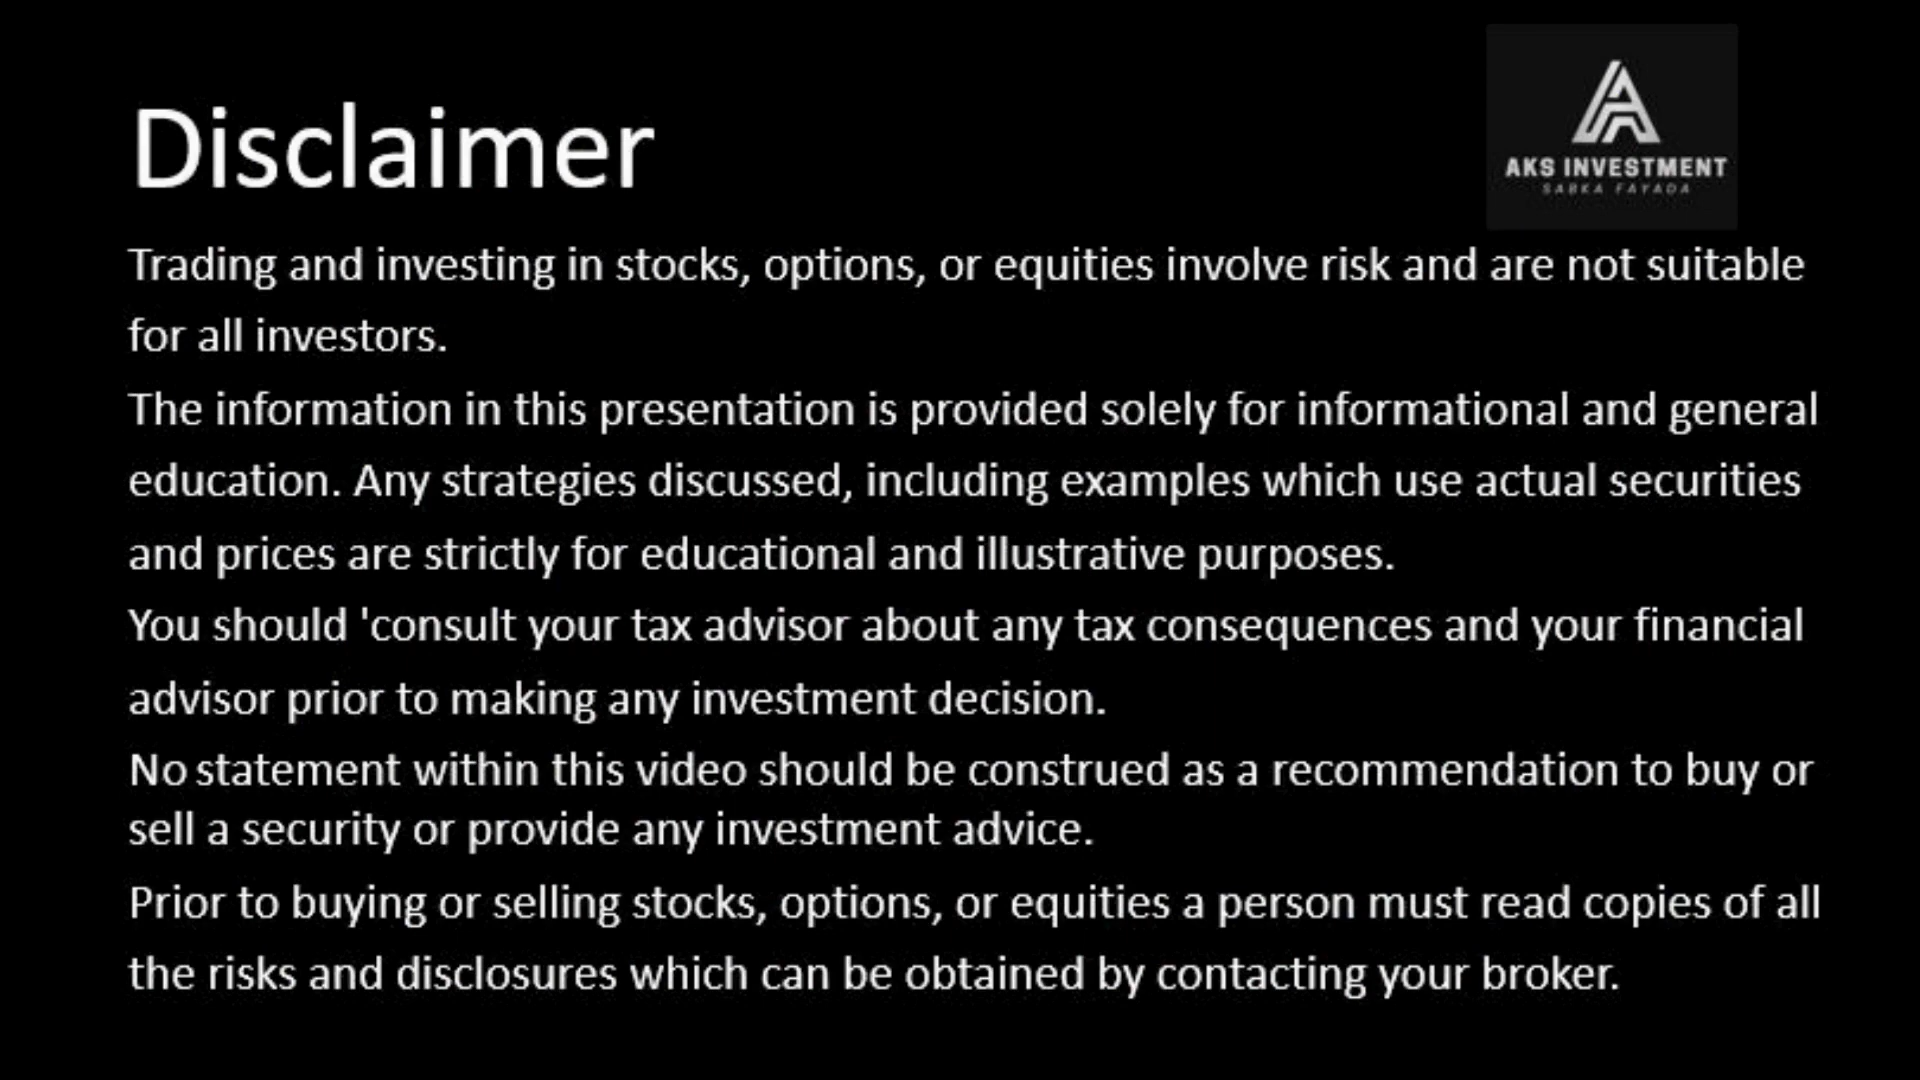 Disclaimer
AKS INVESTMENT
SABKA FAYADA
Trading and investing in stocks, options, or equities involve risk and are not suitable
for all investors.
The information in this presentation is provided solely for informational and general
education. Any strategies discussed, including examples which use actual securities
and prices are strictly for educational and illustrative purposes.
You should 'consult your tax advisor about any tax consequences and your financial
advisor prior to making any investment decision.
No statement within this video should be construed as a recommendation to buy or
sell a security or provide any investment advice.
Prior to buying or selling stocks, options, or equities a person must read copies of all
the risks and disclosures which can be obtained by contacting your broker.